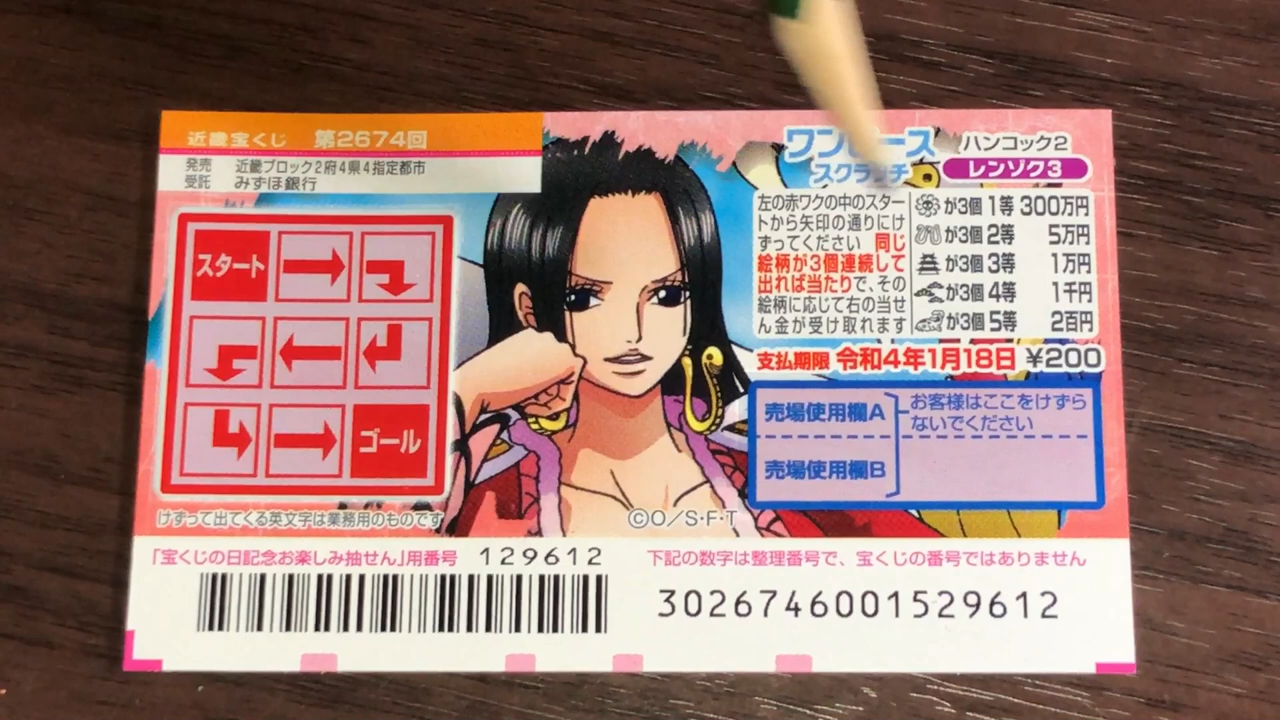 近畿宝くじ 第2674回
発売 近畿ブロック2府4県4指定都市
受託 みずほ銀行
スタート
ゴール
けずって出てくる英文字は業務用のものです
ワンピース
スクラッチ
ハンコック2
レンゾク3
左の赤ワクの中のスター
トから矢印の通りにけ
ずってください 同じ
絵柄が3個連続して
出れば当たりで、その
絵柄に応じて右の当せ
ん金が受け取れます
が3個 1等 300万円
が3個 2等 5万円
が3個 3等 1万円
が3個 4等 1千円
が3個 5等 2百円
支払期限 令和4年1月18日 ¥200
売場使用欄A
売場使用欄B
お客様はここをけずら
ないでください
©O/S・F・T
「宝くじの日記念お楽しみ抽せん」用番号 129612
下記の数字は整理番号で、宝くじの番号ではありません
30267460015296​12